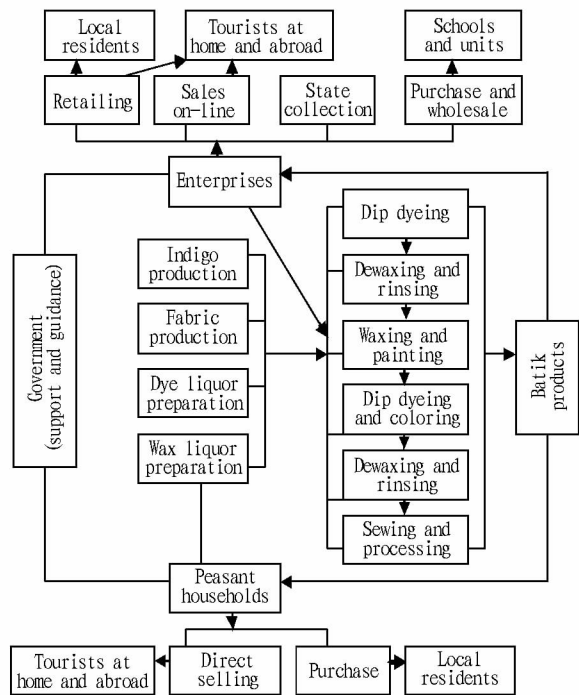 Local
residents
Tourists at
home and abroad
Schools
and units
Retailing
Sales
on-line
State
collection
Purchase and
wholesale
Enterprises
Dip dyeing
Indigo
production
Dewaxing and
rinsing
Fabric
production
Waxing and
painting
Government
(support and guidance)
Batik
products
Dye liquor
preparation
Dip dyeing
and coloring
Wax liquor
preparation
Dewaxing and
rinsing
Sewing and
processing
Peasant
households
Tourists at
home and abroad
Direct
selling
Purchase
Local
residents